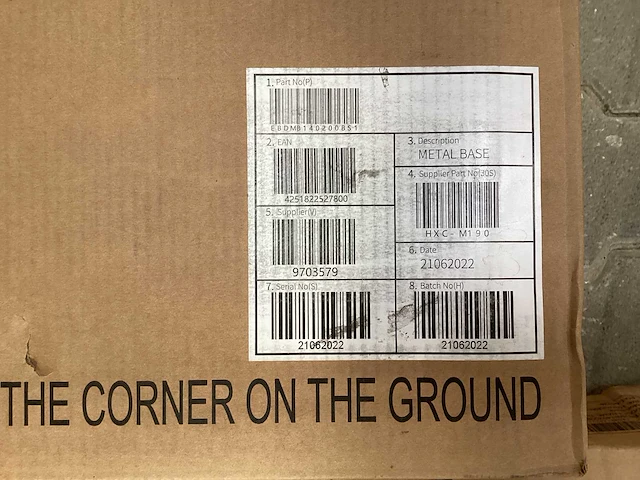 1. Part No(P)
EBDMB140200BS1
2. EAN
4251822527800
3. Description
METAL BASE
4. Supplier Part No(30S)
HXC-M190
5. Supplier(V)
9703579
6. Date
21062022
7. Serial No(S)
21062022
8. Batch No(H)
21062022
THE CORNER ON THE GROUND